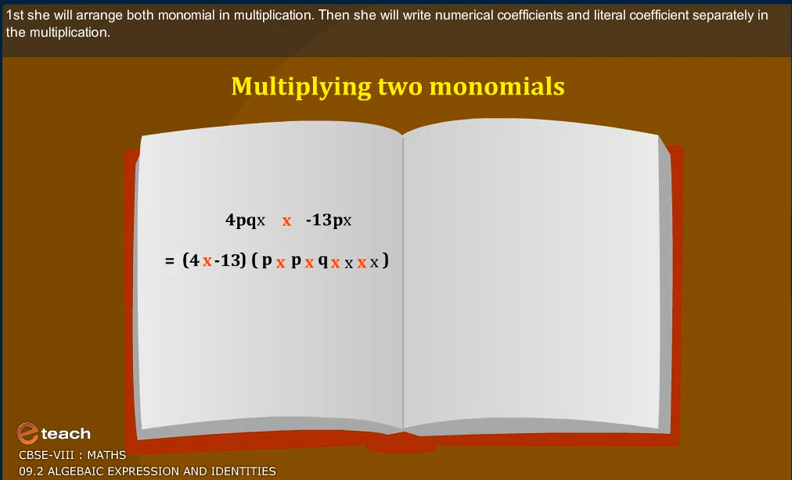 1st she will arrange both monomial in multiplication. Then she will write numerical coefficients and literal coefficient separately in
the multiplication.
Multiplying two monomials
4pqx x -13px
= (4 x -13) ( p x p x q x x x x )
e teach
CBSE-VIII : MATHS
09.2 ALGEBAIC EXPRESSION AND IDENTITIES